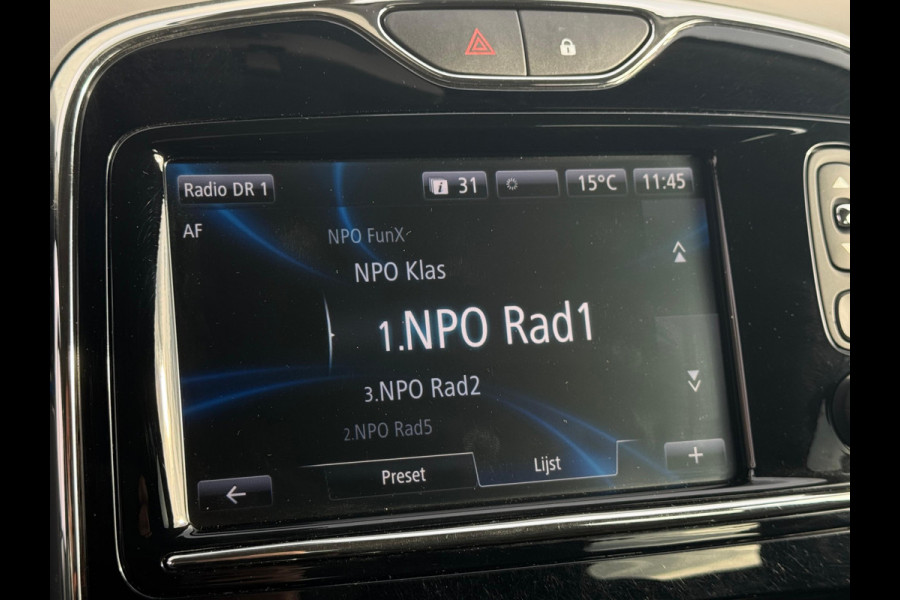 Radio DR 1
i 31
15°C
11:45
AF
NPO FunX
NPO Klas
1.NPO Rad1
3.NPO Rad2
2.NPO Rad5
Preset
Lijst
+